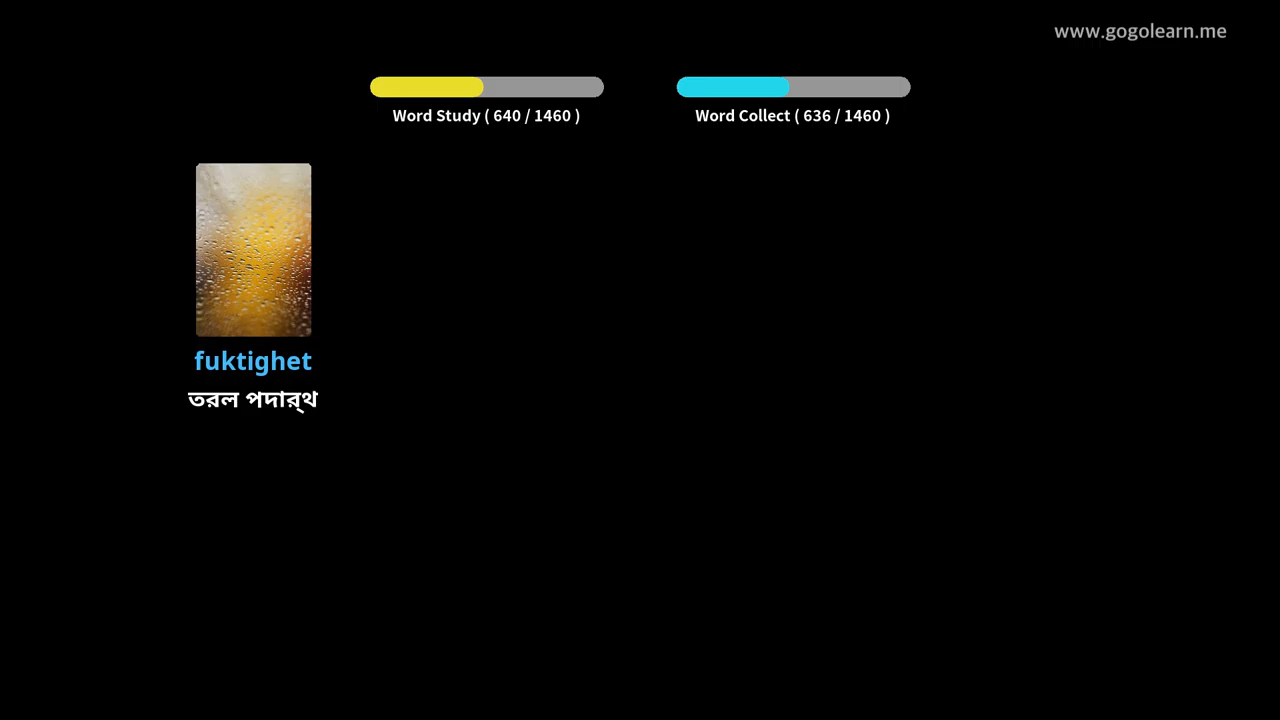 www.gogolearn.me
Word Study ( 640 / 1460 )
Word Collect ( 636 / 1460 )
fuktighet
তরল পদার্থ